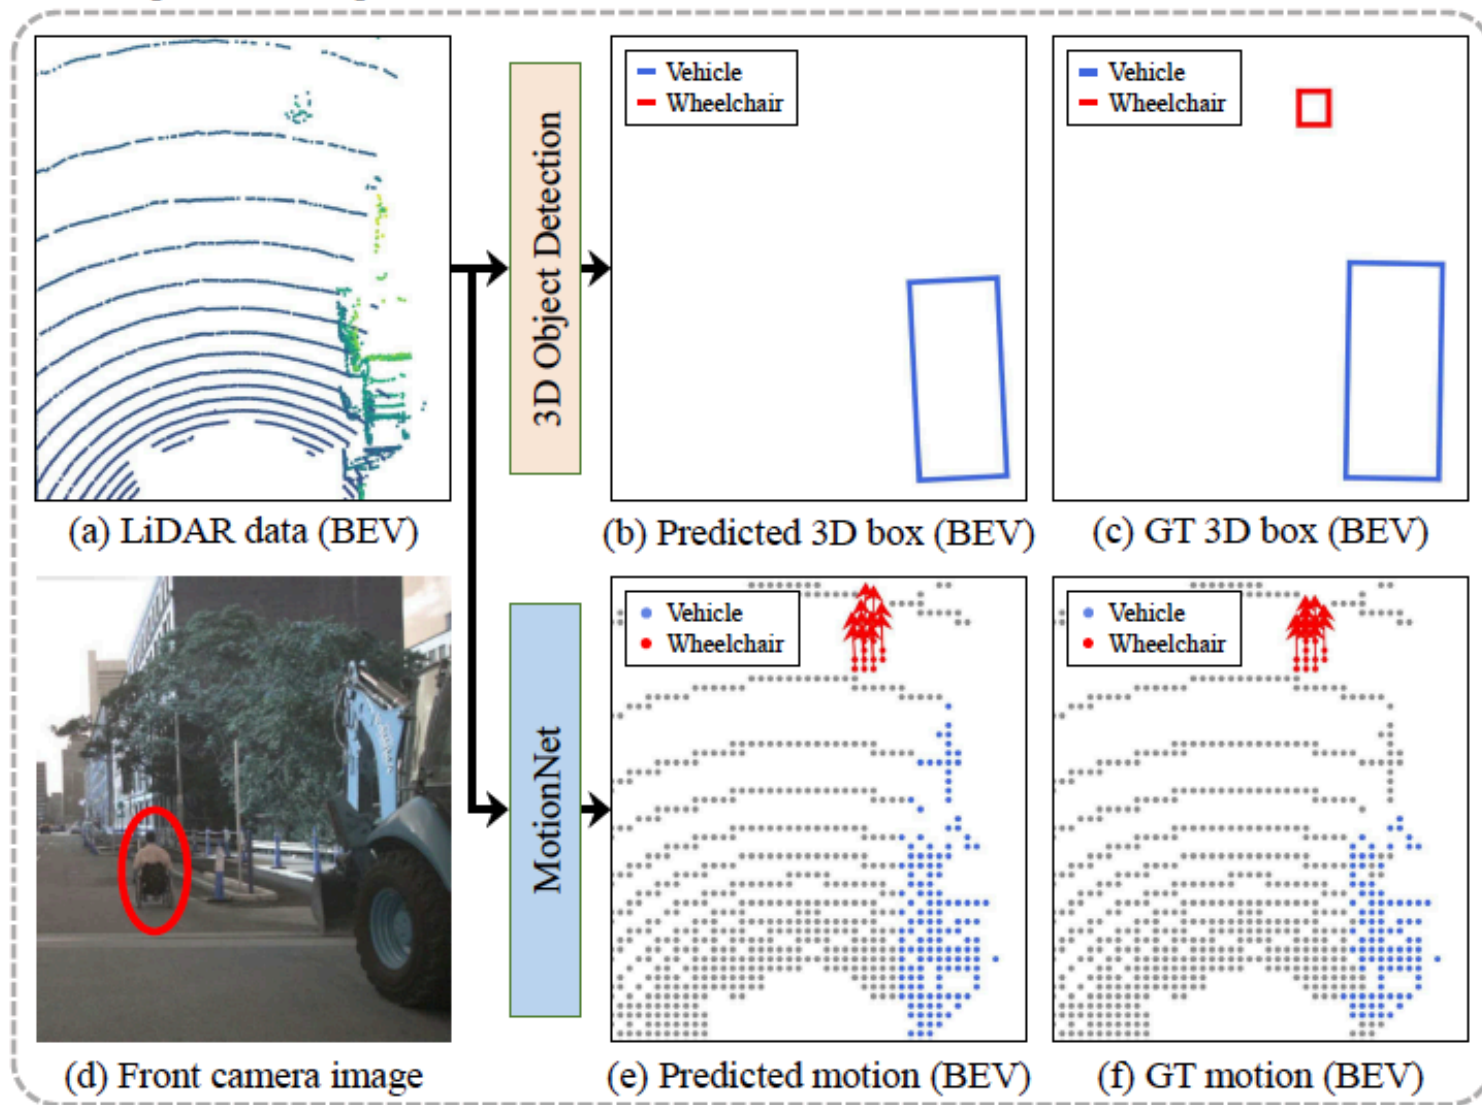 Vehicle
Wheelchair
Vehicle
Wheelchair
3D Object Detection
(a) LiDAR data (BEV)
(b) Predicted 3D box (BEV)
(c) GT 3D box (BEV)
Vehicle
Wheelchair
Vehicle
Wheelchair
MotionNet
(d) Front camera image
(e) Predicted motion (BEV)
(f) GT motion (BEV)